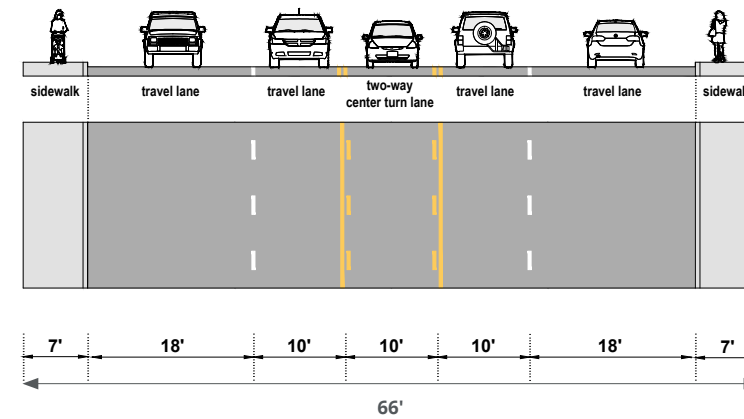 sidewalk travel lane travel lane two-way travel lane travel lane sidewal
center turn lane
7' 18' 10' 10' 10' 18' 7'
66'